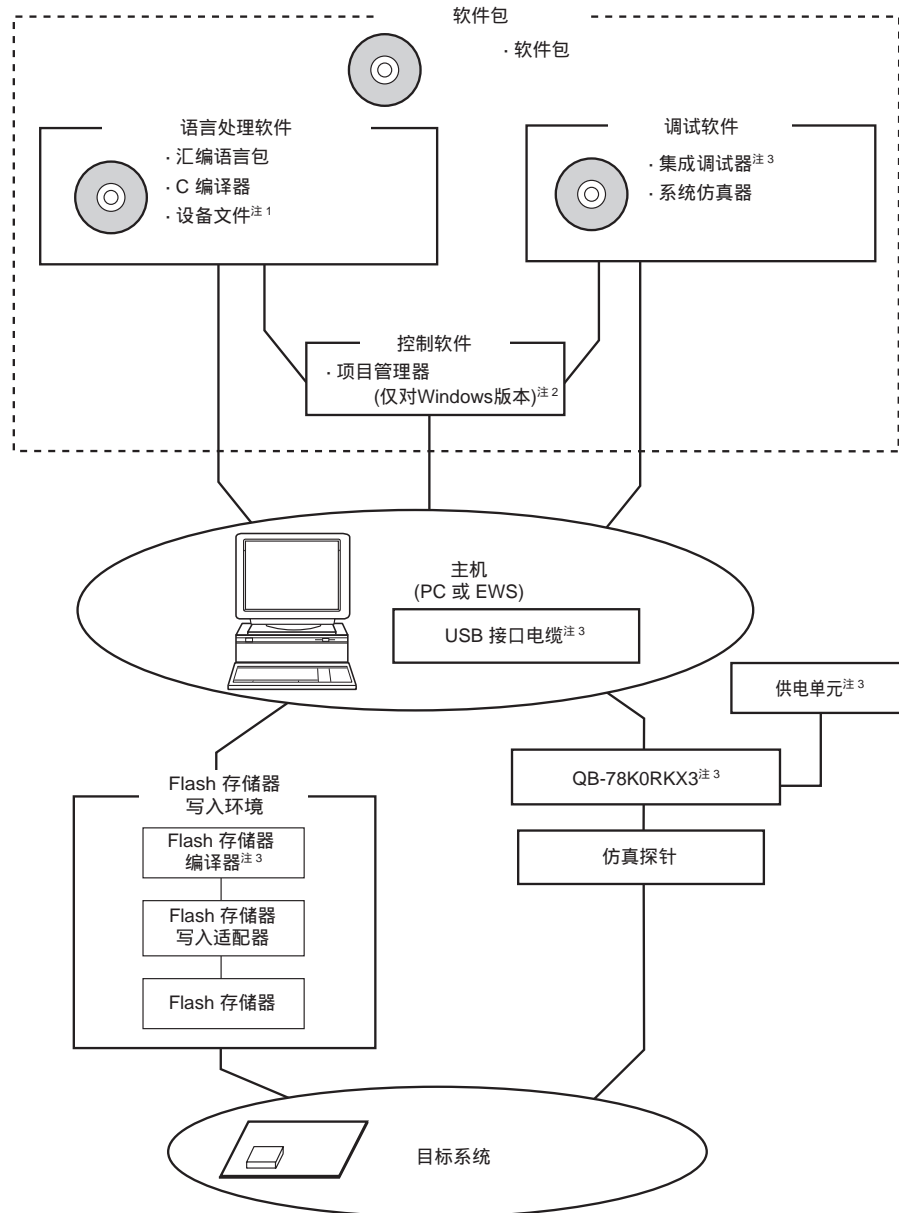 软件包
· 软件包
语言处理软件
· 汇编语言包
· C 编译器
· 设备文件注 1
调试软件
· 集成调试器注 3
· 系统仿真器
控制软件
· 项目管理器
(仅对Windows版本)注 2
主机
(PC 或 EWS)
USB 接口电缆注 3
供电单元注 3
QB-78K0RKX3注 3
仿真探针
Flash 存储器
写入环境
Flash 存储器
编译器注 3
Flash 存储器
写入适配器
Flash 存储器
目标系统